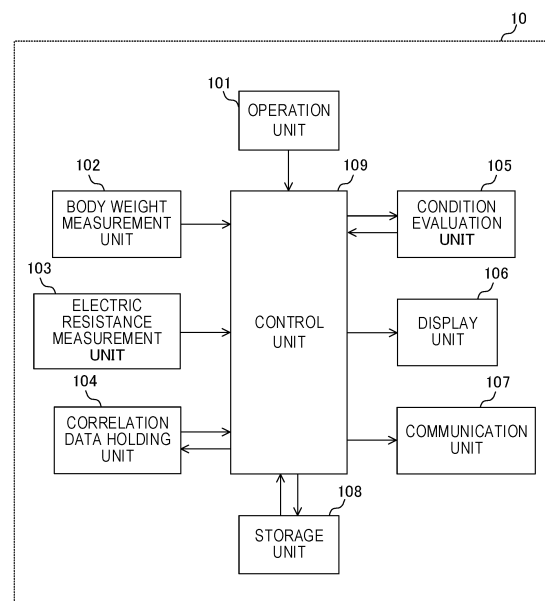 10
101
OPERATION
UNIT
102
BODY WEIGHT
MEASUREMENT
UNIT
109
CONTROL
UNIT
105
CONDITION
EVALUATION
UNIT
103
ELECTRIC
RESISTANCE
MEASUREMENT
UNIT
106
DISPLAY
UNIT
104
CORRELATION
DATA HOLDING
UNIT
107
COMMUNICATION
UNIT
108
STORAGE
UNIT